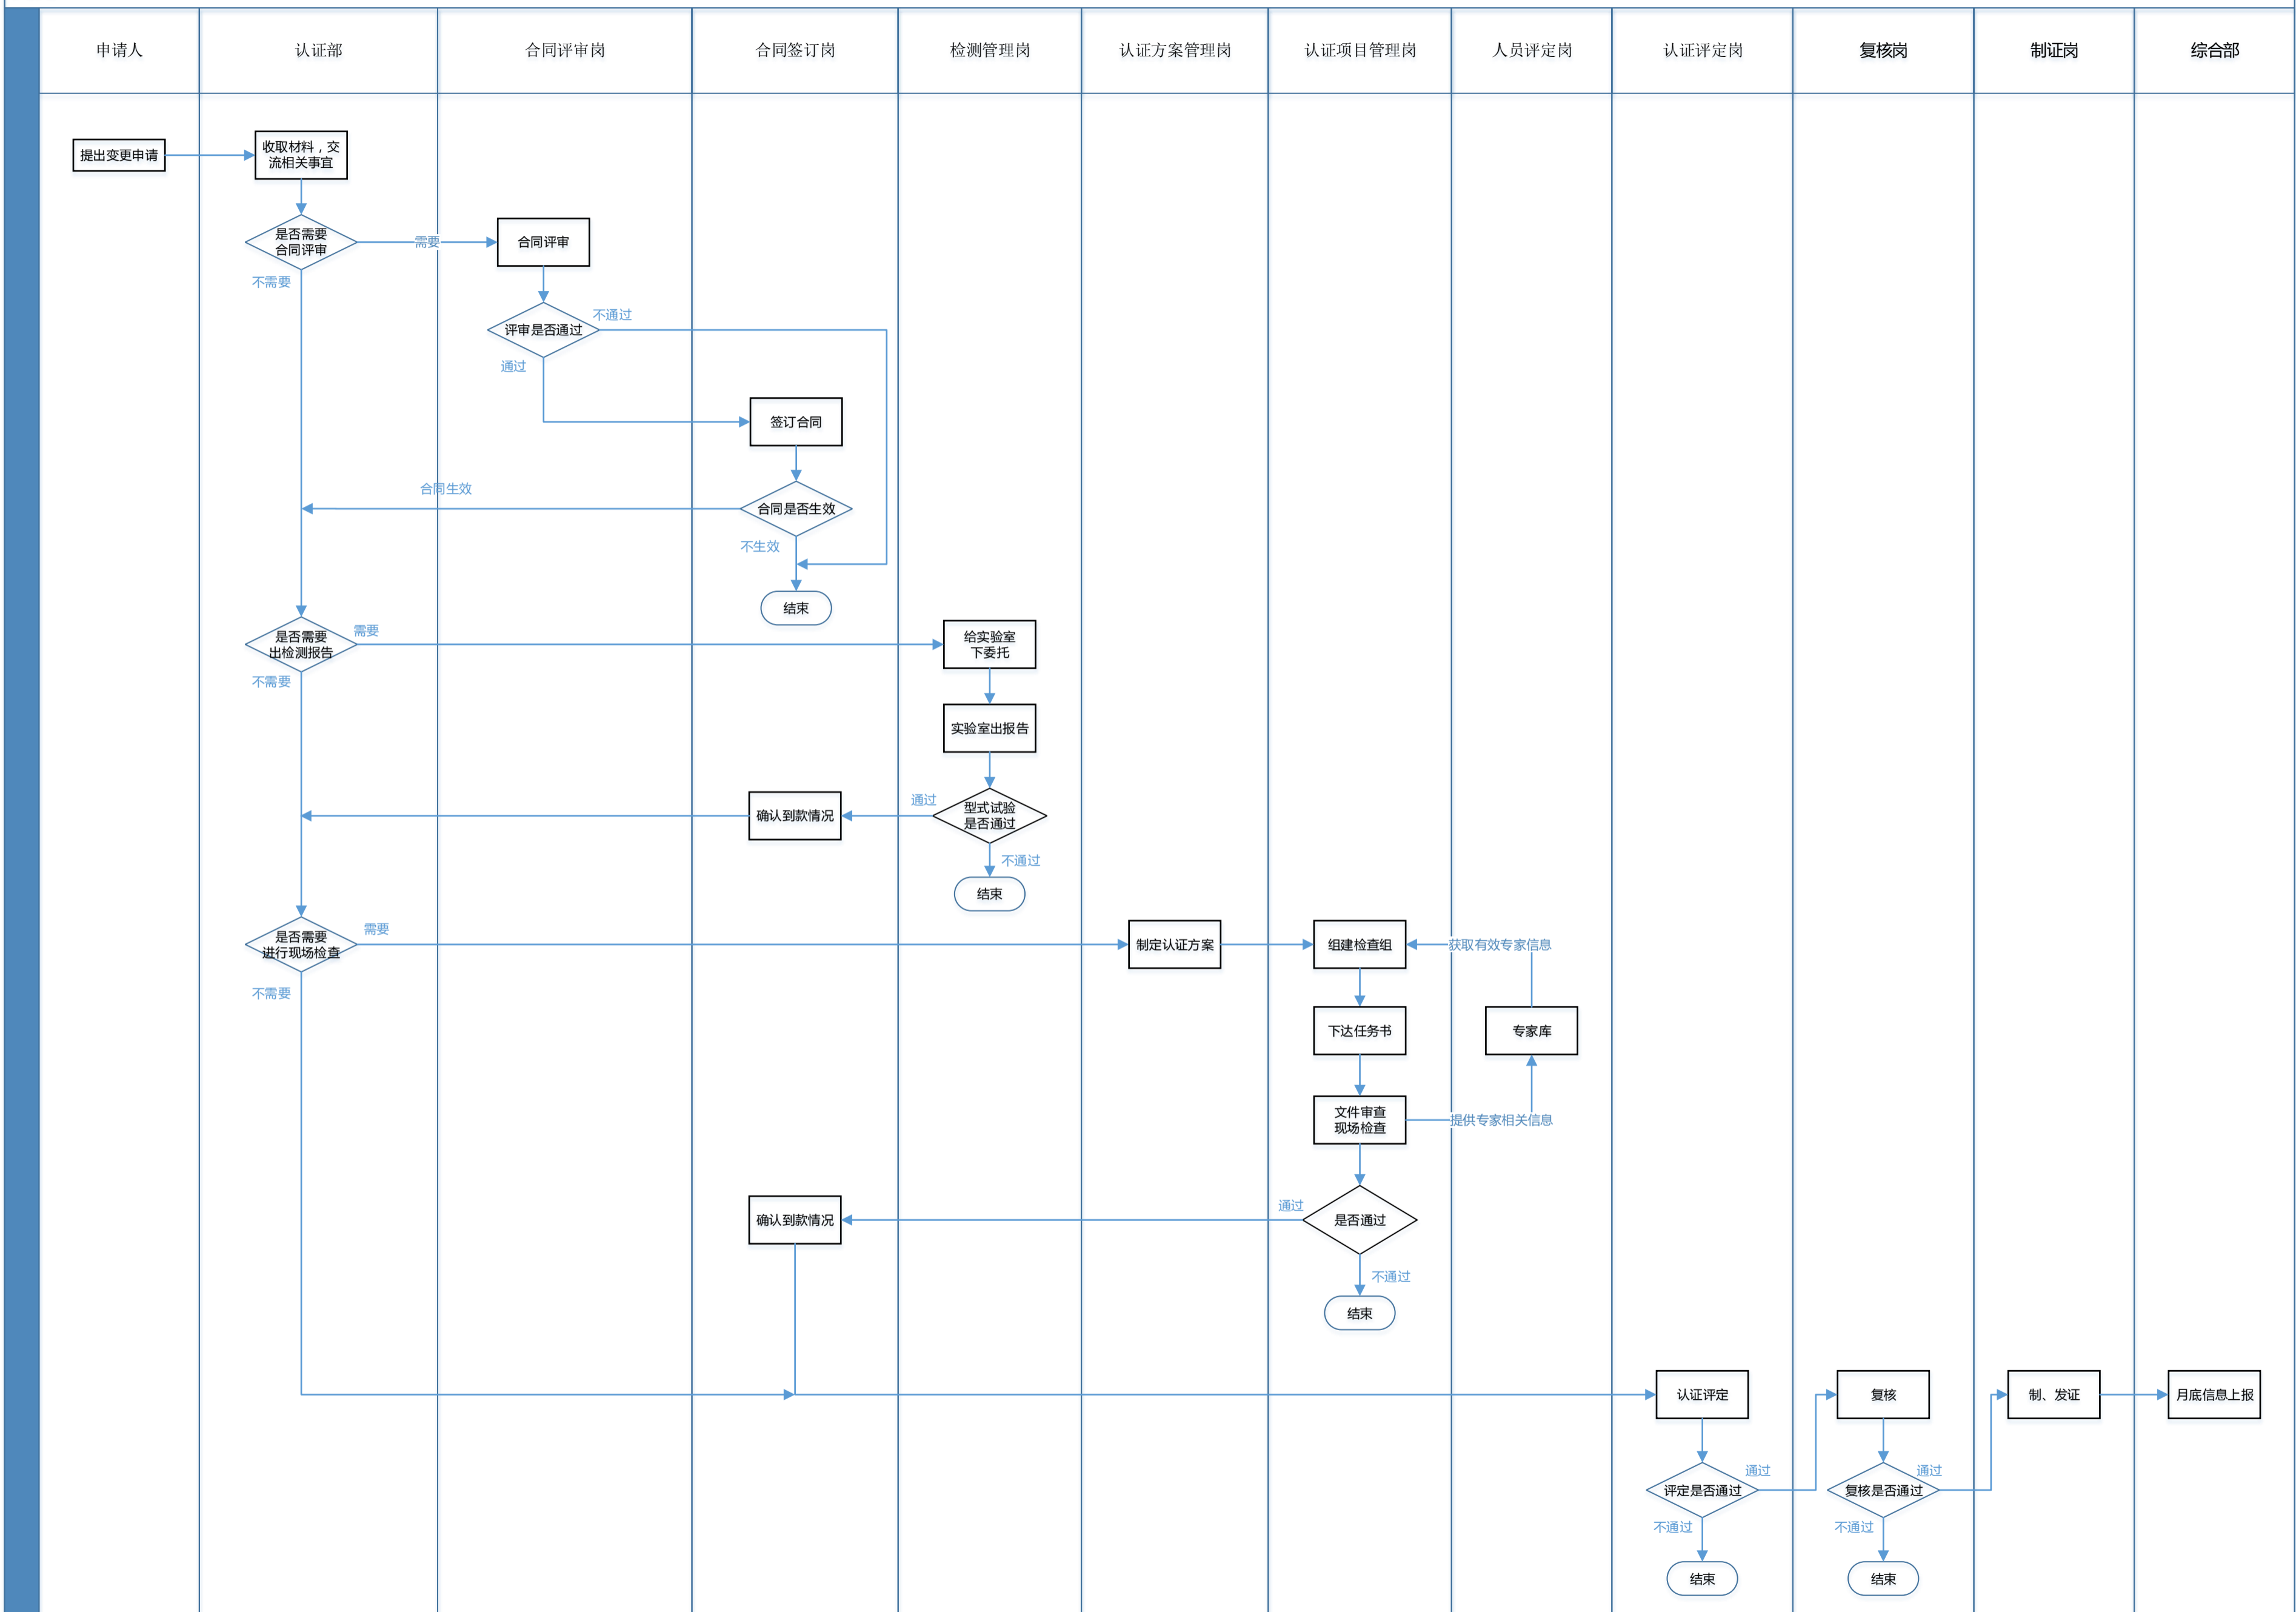 申请人
认证部
合同评审岗
合同签订岗
检测管理岗
认证方案管理岗
认证项目管理岗
人员评定岗
认证评定岗
复核岗
制证岗
综合部
提出变更申请
收取材料，交
流相关事宜
是否需要
合同评审
需要
不需要
合同评审
评审是否通过
不通过
通过
签订合同
合同生效
合同是否生效
不生效
结束
是否需要
出检测报告
需要
不需要
给实验室
下委托
实验室出报告
型式试验
是否通过
通过
确认到款情况
不通过
结束
是否需要
进行现场检查
需要
不需要
制定认证方案
组建检查组
获取有效专家信息
下达任务书
专家库
文件审查
现场检查
提供专家相关信息
通过
是否通过
确认到款情况
不通过
结束
认证评定
复核
制、发证
月底信息上报
评定是否通过
通过
不通过
结束
复核是否通过
通过
不通过
结束